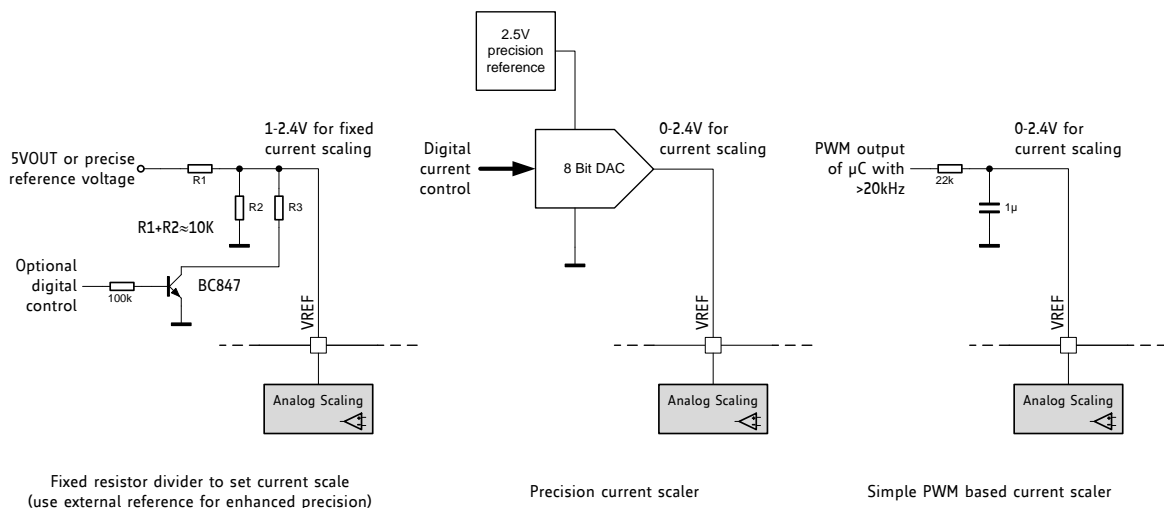 1-2.4V for fixed
current scaling
5VOUT or precise
reference voltage
R1
R2
R3
R1+R2≈10K
Optional
digital
control
100k
BC847
VREF
Analog Scaling
Fixed resistor divider to set current scale
(use external reference for enhanced precision)
2.5V
precision
reference
0-2.4V for
current scaling
Digital
current
control
8 Bit DAC
VREF
Analog Scaling
Precision current scaler
0-2.4V for
current scaling
PWM output
of µC with
>20kHz
22k
1µ
VREF
Analog Scaling
Simple PWM based current scaler